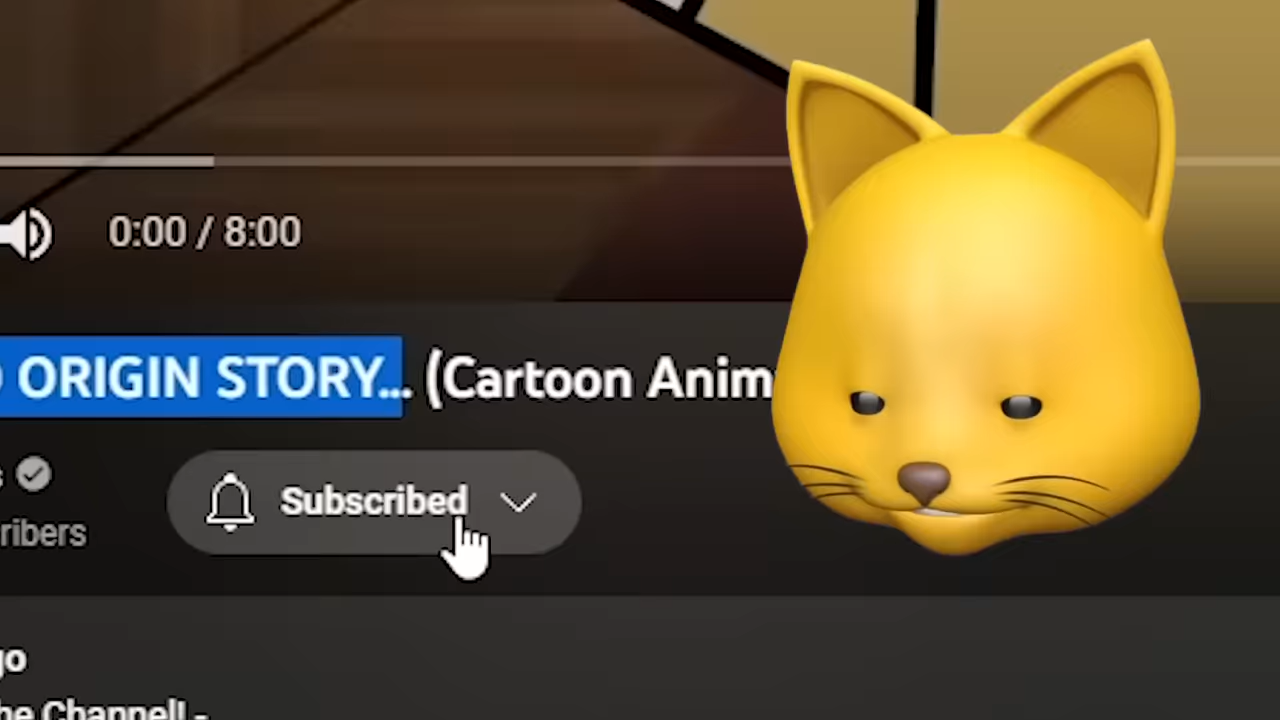 0:00 / 8:00
ORIGIN STORY... (Cartoon Anim
Subscribed
ribers
go
he Channel! -